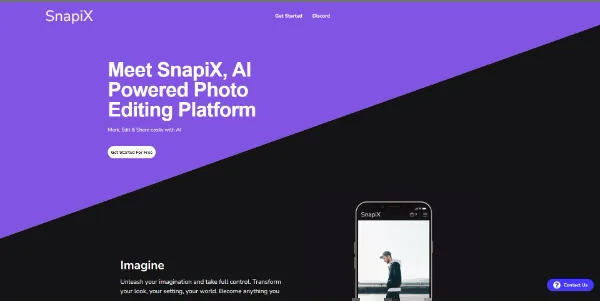 SnapiX
Get Started Discord
Meet SnapiX, AI
Powered Photo
Editing Platform
Mark, Edit & Share easily with AI
Get Started For Free
SnapiX
Imagine
Unleash your imagination and take full control. Transform
your look, your setting, your world. Become anything you
Contact Us